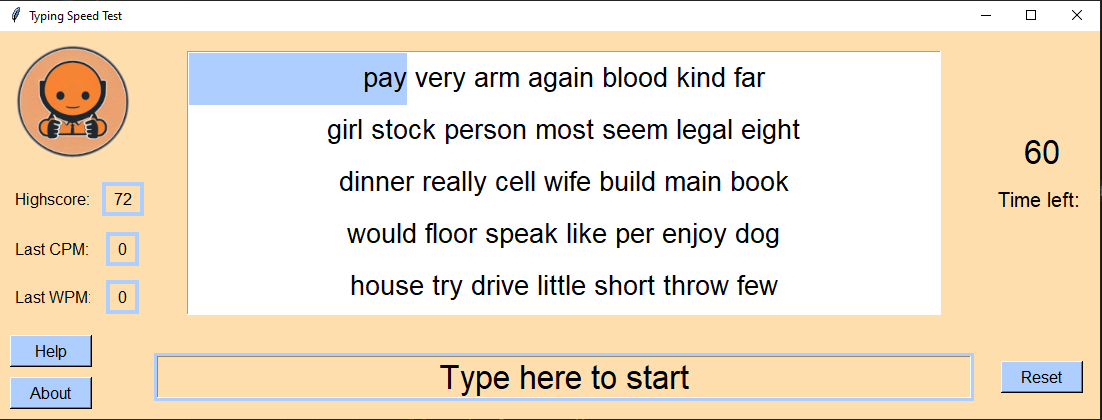 Typing Speed Test
pay very arm again blood kind far
girl stock person most seem legal eight
dinner really cell wife build main book
would floor speak like per enjoy dog
house try drive little short throw few
60
Time left:
Highscore: 72
Last CPM: 0
Last WPM: 0
Help
About
Type here to start
Reset